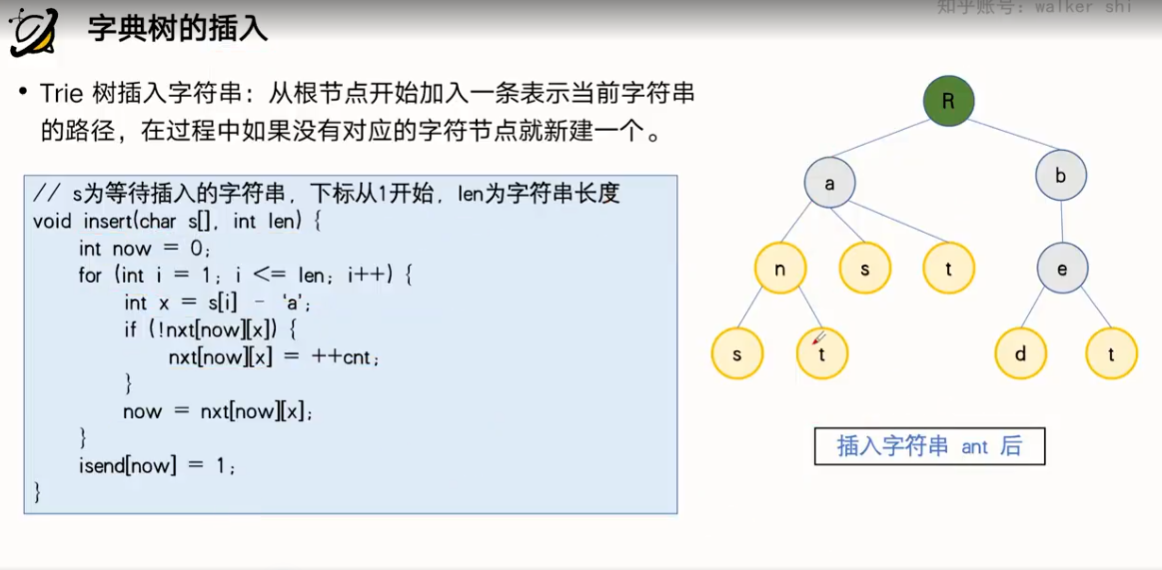 知乎账号: walker shi
字典树的插入
• Trie 树插入字符串：从根节点开始加入一条表示当前字符串
的路径，在过程中如果没有对应的字符节点就新建一个。
// s为等待插入的字符串，下标从1开始，len为字符串长度
void insert(char s[], int len) {
int now = 0;
for (int i = 1; i <= len; i++) {
int x = s[i] - 'a';
if (!nxt[now][x]) {
nxt[now][x] = ++cnt;
}
now = nxt[now][x];
}
isend[now] = 1;
}
R
a
b
n
s
t
e
s
t
d
t
插入字符串 ant 后